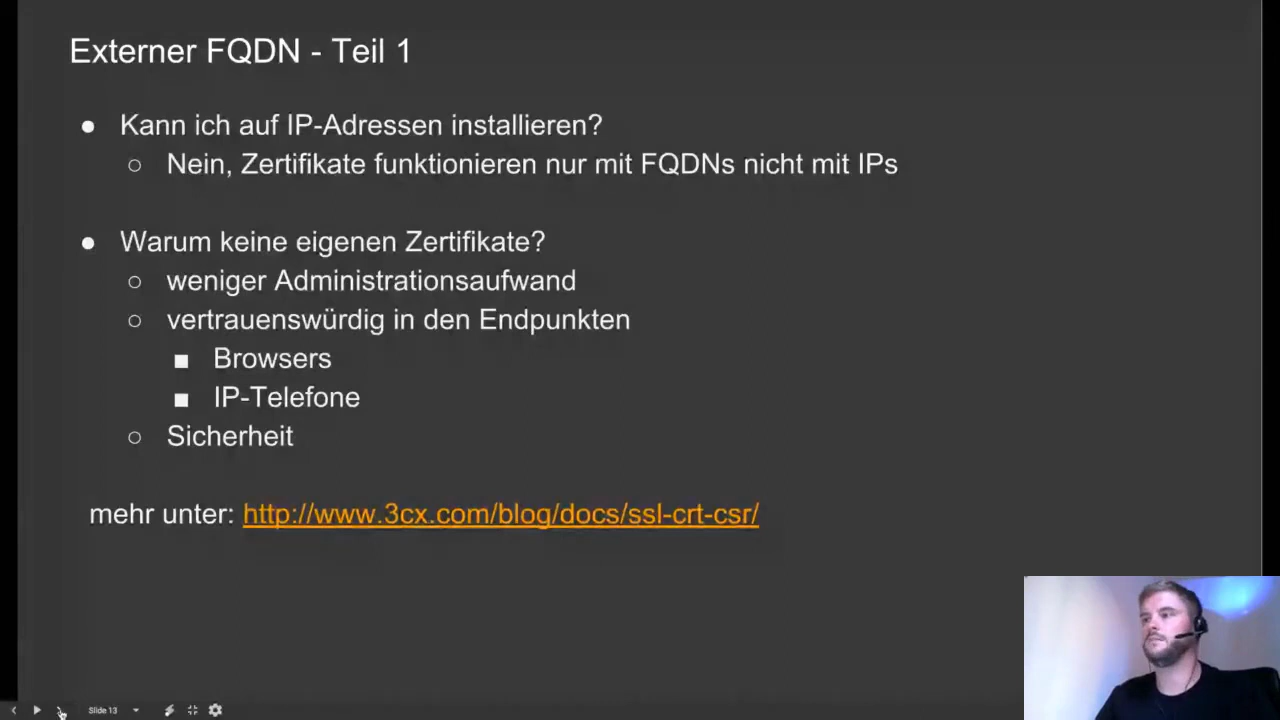 Externer FQDN - Teil 1
● Kann ich auf IP-Adressen installieren?
○ Nein, Zertifikate funktionieren nur mit FQDNs nicht mit IPs
● Warum keine eigenen Zertifikate?
○ weniger Administrationsaufwand
○ vertrauenswürdig in den Endpunkten
■ Browsers
■ IP-Telefone
○ Sicherheit
mehr unter: http://www.3cx.com/blog/docs/ssl-crt-csr/
Slide 13